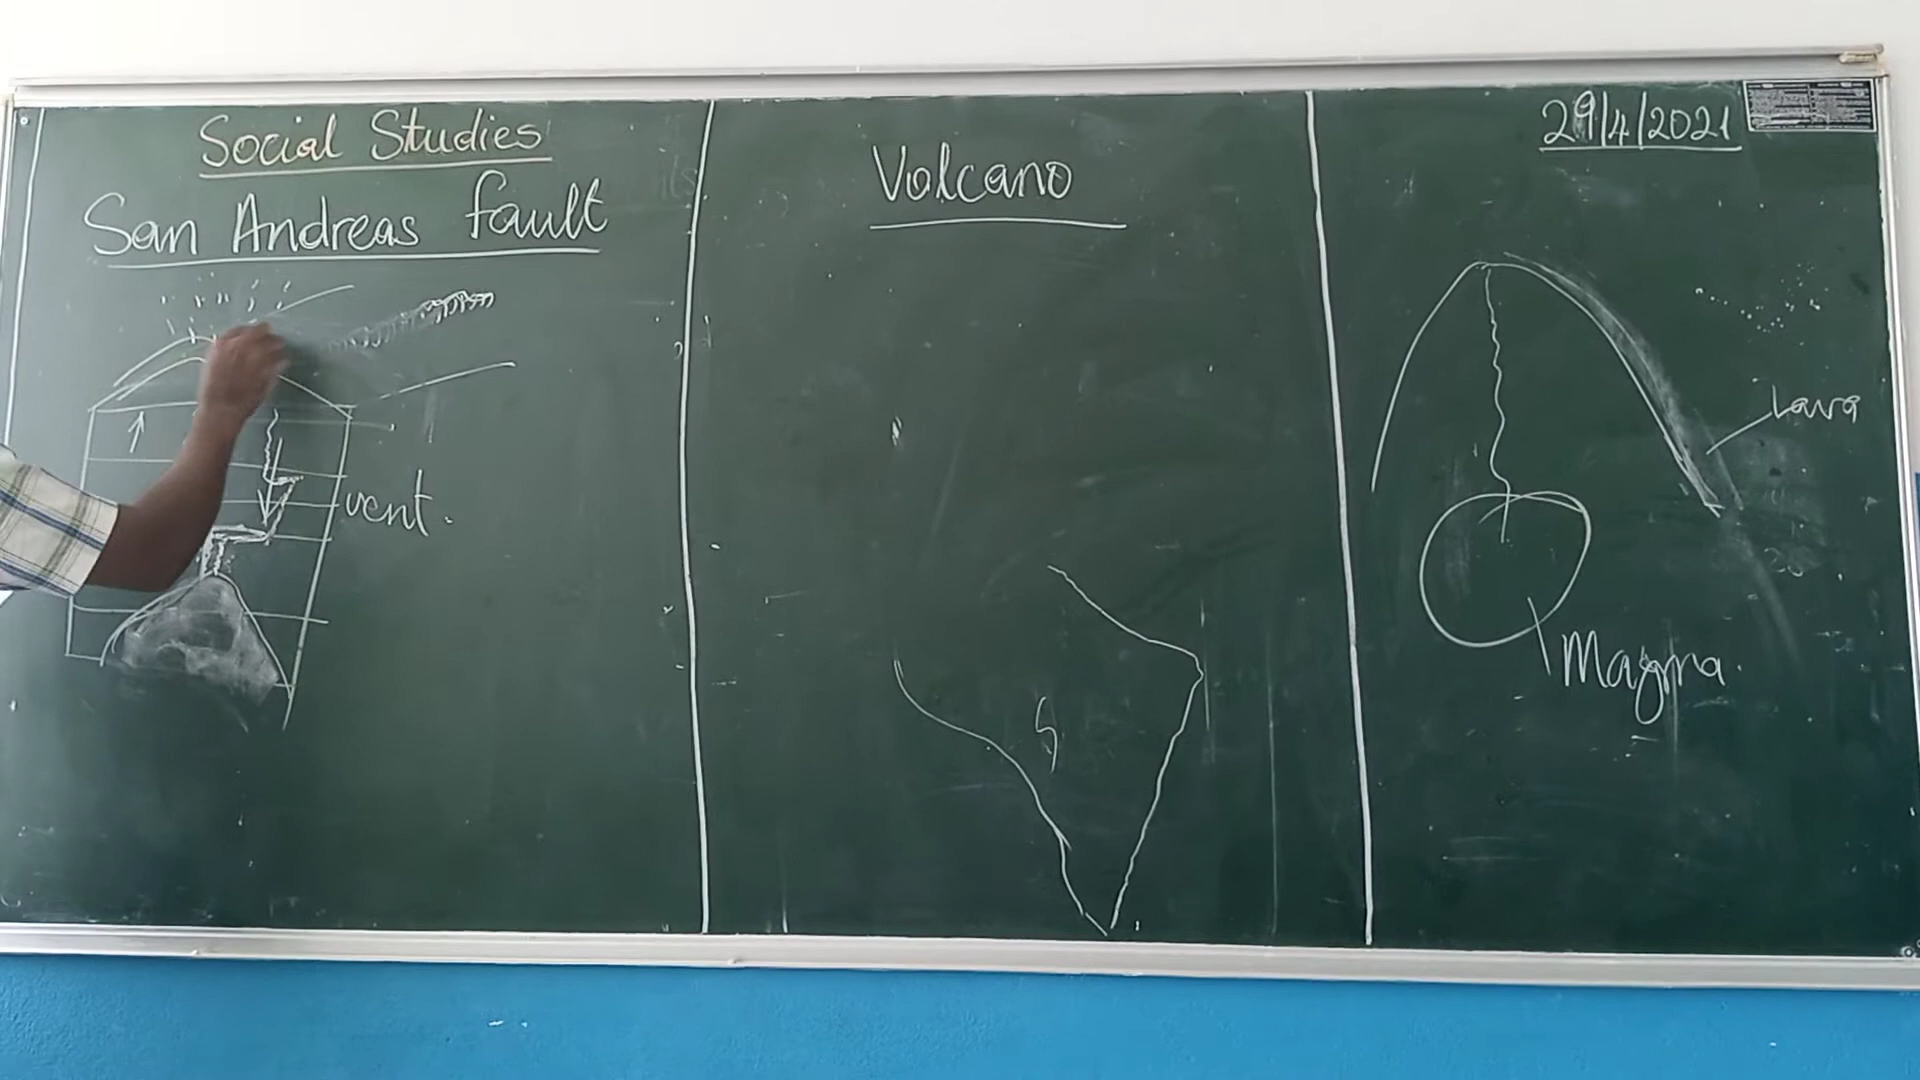 Social Studies
San Andreas fault
vent.
Volcano
29/4/2021
Lava
Magma.